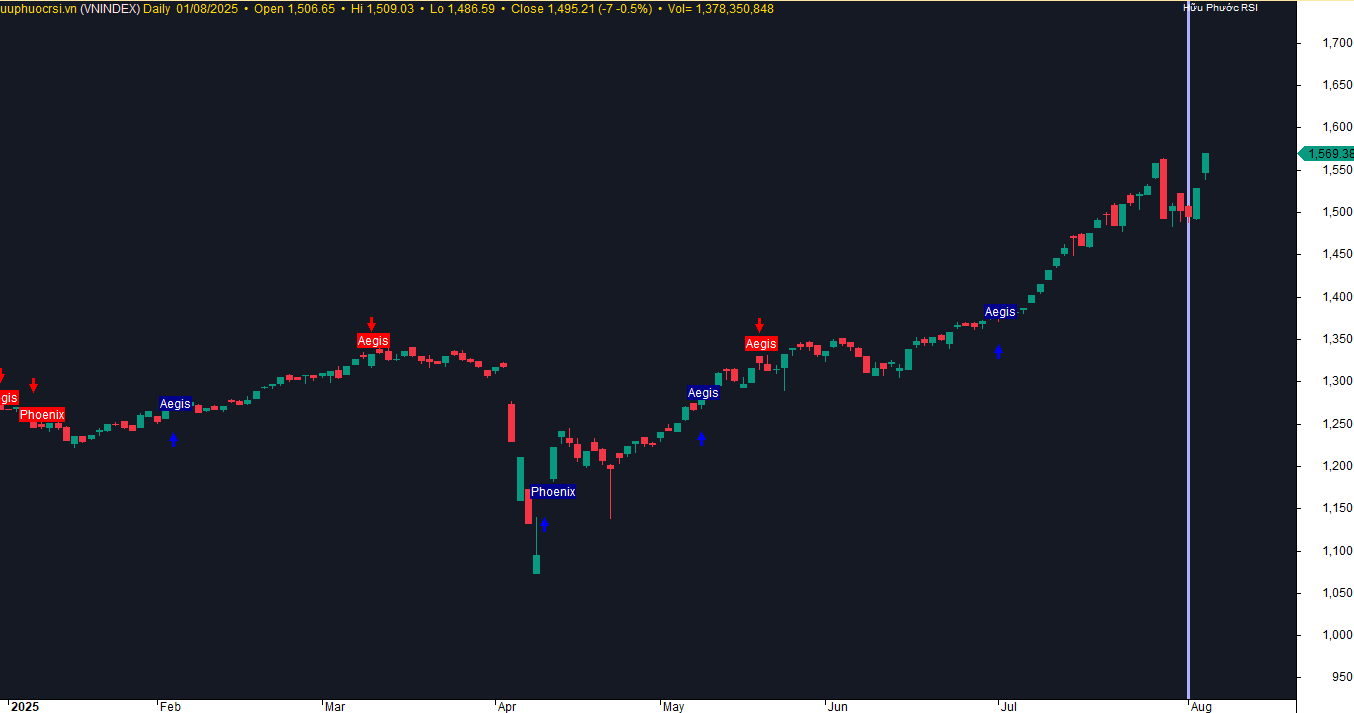 uuphuocrsi.vn (VNINDEX) Daily 01/08/2025 • Open 1,506.65 • Hi 1,509.03 • Lo 1,486.59 • Close 1,495.21 (-7 -0.5%) • Vol= 1,378,350,848
Hữu Phước RSI
1,700
1,650
1,600
1,569.38
1,550
1,500
1,450
1,400
Aegis
1,350
Aegis
Aegis
1,300
gis
Aegis
Aegis
Phoenix
1,250
1,200
Phoenix
1,150
1,100
1,050
1,000
950
2025 Feb Mar Apr May Jun Jul Aug